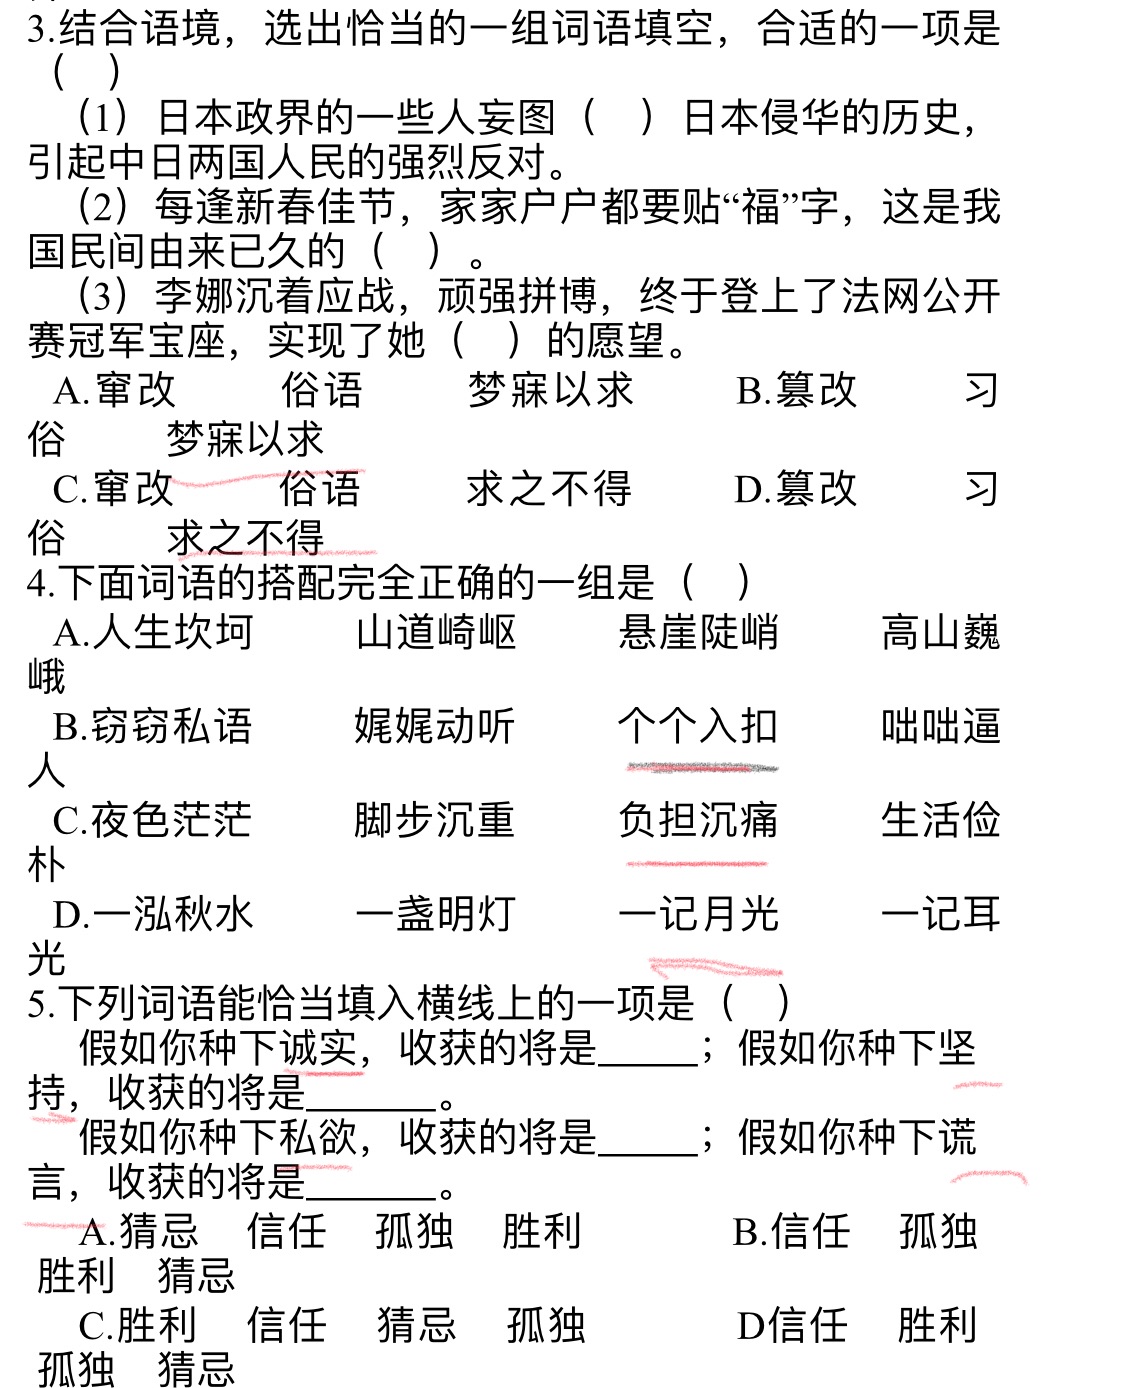 3.结合语境，选出恰当的一组词语填空，合适的一项是
（ ）
（1）日本政界的一些人妄图（ ）日本侵华的历史，
引起中日两国人民的强烈反对。
（2）每逢新春佳节，家家户户都要贴“福”字，这是我
国民间由来已久的（ ）。
（3）李娜沉着应战，顽强拼博，终于登上了法网公开
赛冠军宝座，实现了她（ ）的愿望。
A.窜改 俗语 梦寐以求 B.篡改 习
俗 梦寐以求
C.窜改 俗语 求之不得 D.篡改 习
俗 求之不得
4.下面词语的搭配完全正确的一组是（ ）
A.人生坎坷 山道崎岖 悬崖陡峭 高山巍
峨
B.窃窃私语 娓娓动听 个个入扣 咄咄逼
人
C.夜色茫茫 脚步沉重 负担沉痛 生活俭
朴
D.一泓秋水 一盏明灯 一记月光 一记耳
光
5.下列词语能恰当填入横线上的一项是（ ）
假如你种下诚实，收获的将是_____；假如你种下坚
持，收获的将是______。
假如你种下私欲，收获的将是_____；假如你种下谎
言，收获的将是______。
A.猜忌 信任 孤独 胜利 B.信任 孤独
胜利 猜忌
C.胜利 信任 猜忌 孤独 D信任 胜利
孤独 猜忌